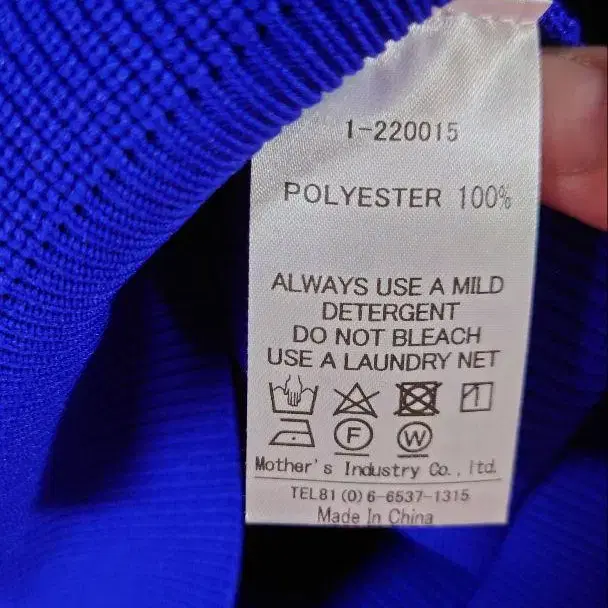 1-220015
POLYESTER 100%
ALWAYS USE A MILD
DETERGENT
DO NOT BLEACH
USE A LAUNDRY NET
F W
Mother's Industry Co., ltd.
TEL81(0)6-6537-1315
Made In China